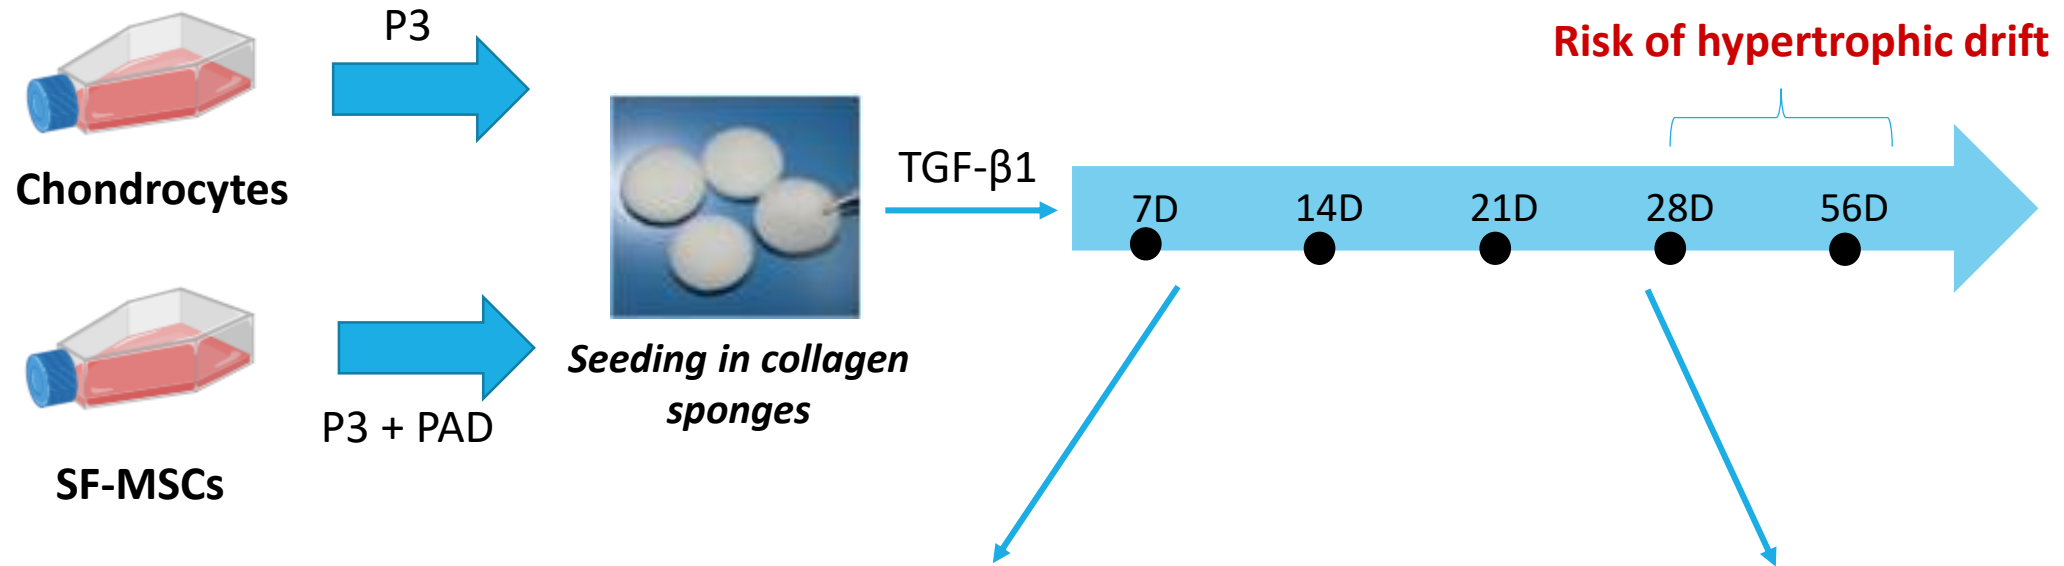 P3
Chondrocytes
P3 + PAD
SF-MSCs
Seeding in collagen
sponges
TGF-β1
Risk of hypertrophic drift
7D
14D
21D
28D
56D